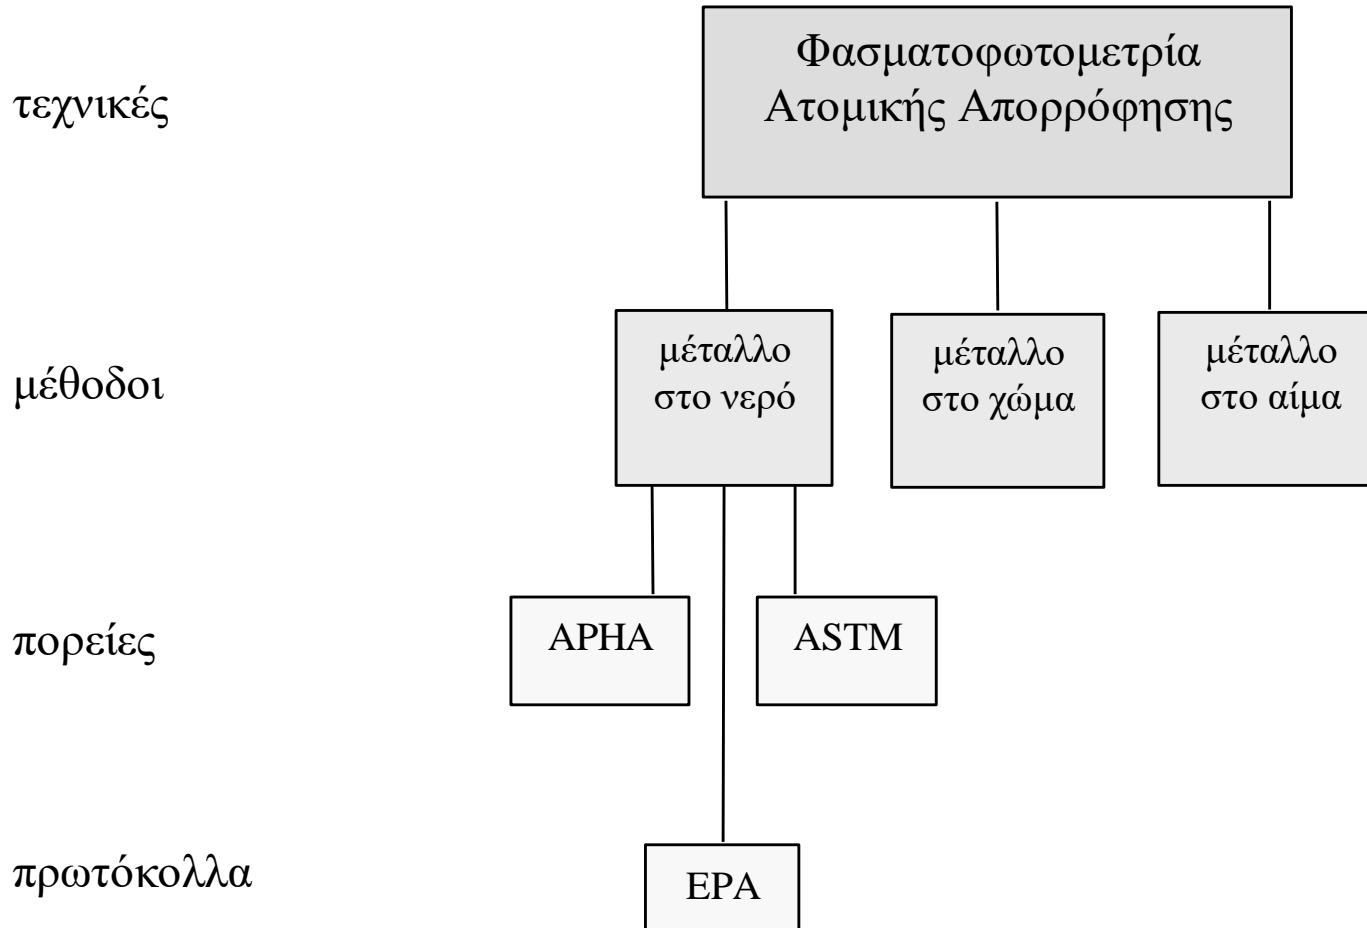 τεχνικές
Φασματοφωτομετρία
Ατομικής Απορρόφησης
μέθοδοι
μέταλλο
στο νερό
μέταλλο
στο χώμα
μέταλλο
στο αίμα
πορείες
APHA
ASTM
πρωτόκολλα
EPA